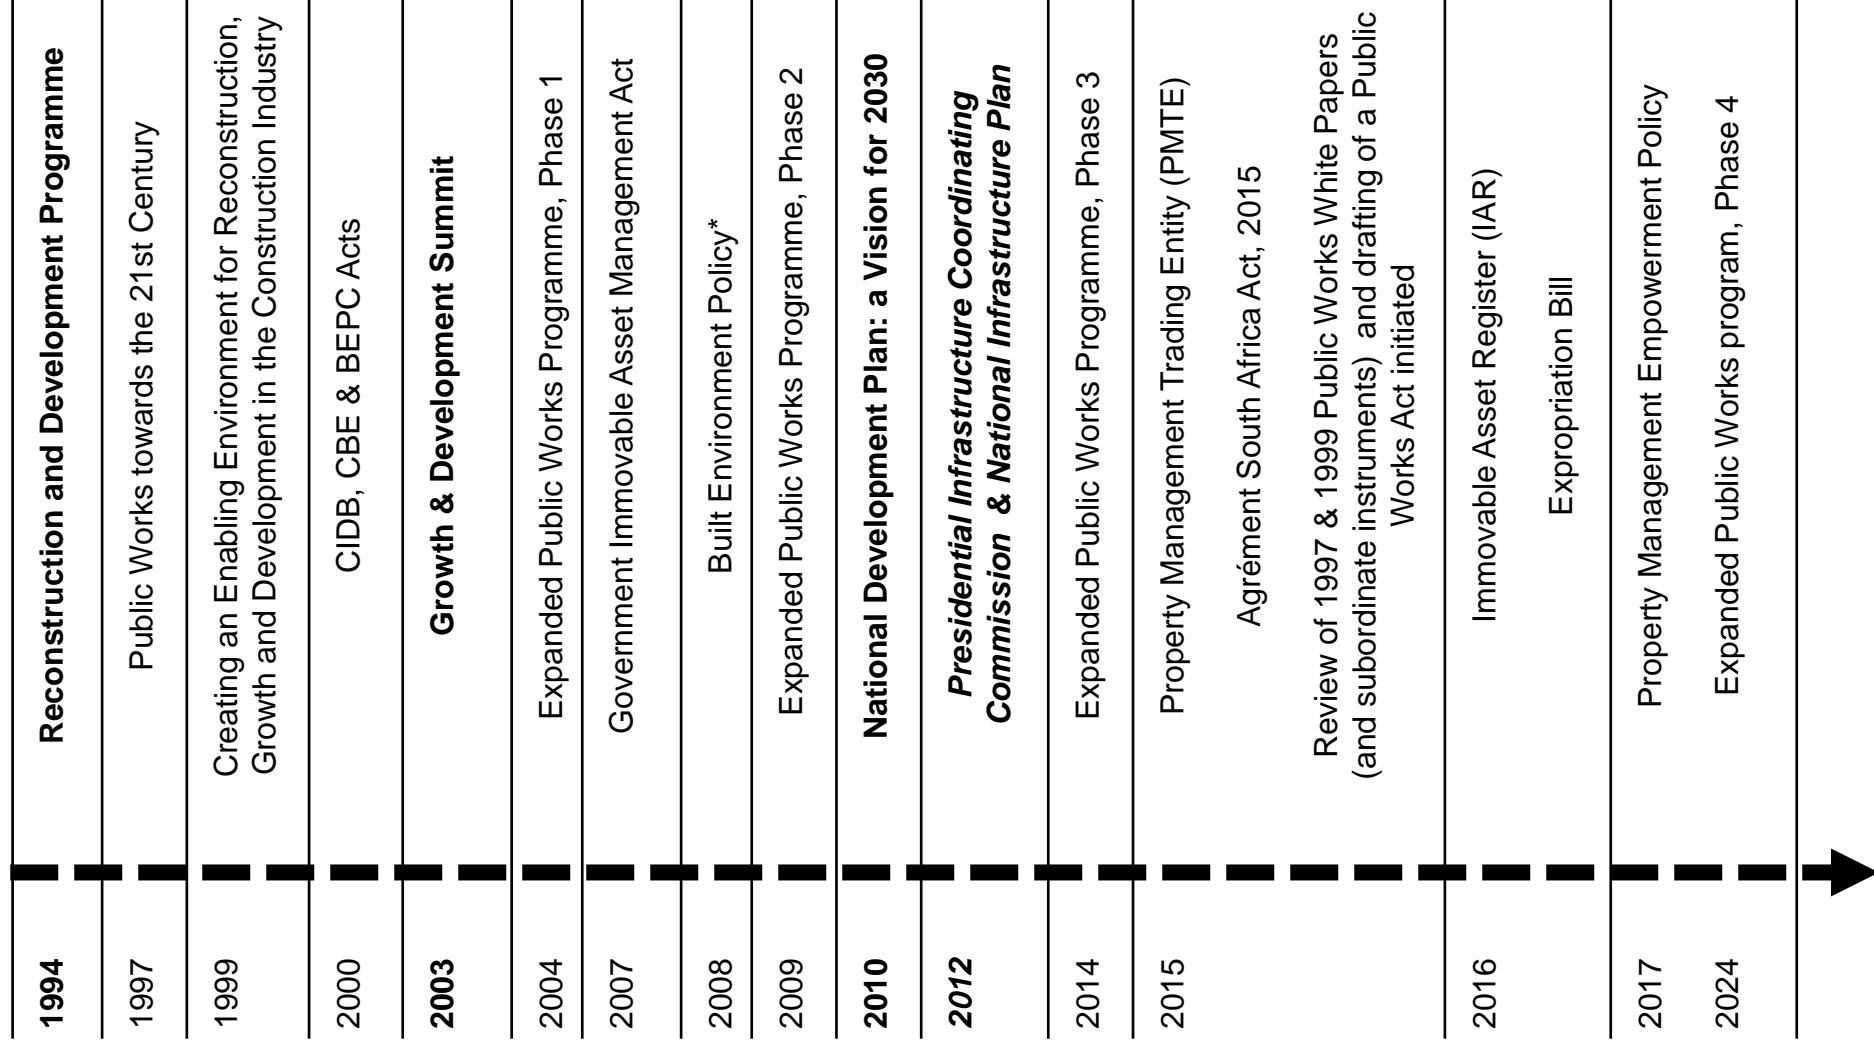 1994
Reconstruction and Development Programme
1997
Public Works towards the 21st Century
1999
Creating an Enabling Environment for Reconstruction,
Growth and Development in the Construction Industry
2000
CIDB, CBE & BEPC Acts
2003
Growth & Development Summit
2004
Expanded Public Works Programme, Phase 1
2007
Government Immovable Asset Management Act
2008
Built Environment Policy*
2009
Expanded Public Works Programme, Phase 2
2010
National Development Plan: a Vision for 2030
2012
Presidential Infrastructure Coordinating
Commission & National Infrastructure Plan
2014
Expanded Public Works Programme, Phase 3
2015
Property Management Trading Entity (PMTE)
Agrément South Africa Act, 2015
Review of 1997 & 1999 Public Works White Papers
(and subordinate instruments) and drafting of a Public
Works Act initiated
2016
Immovable Asset Register (IAR)
Expropriation Bill
2017
Property Management Empowerment Policy
2024
Expanded Public Works program, Phase 4